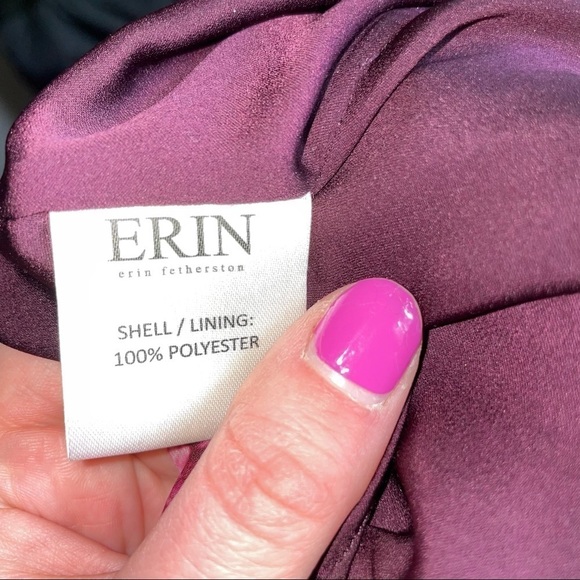 ERIN
erin fetherston
SHELL / LINING:
100% POLYESTER